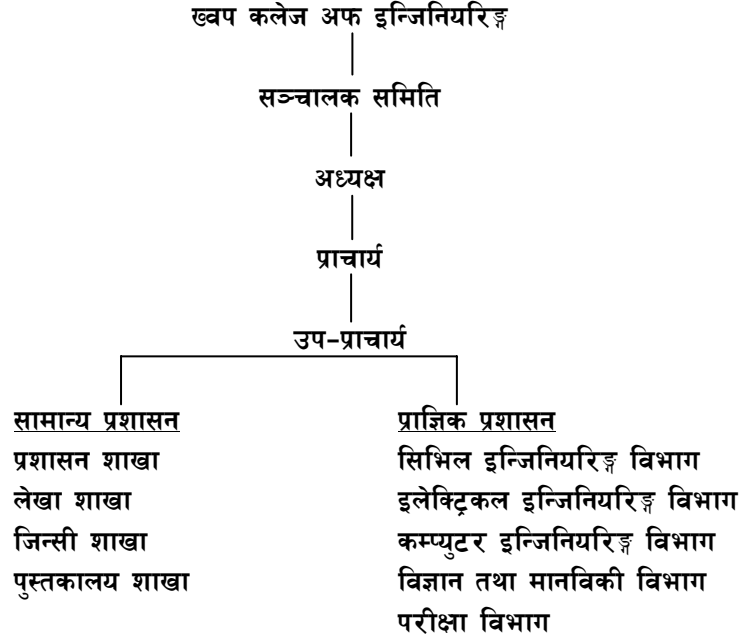 ख्वप कलेज अफ इन्जिनियरिङ्ग
सञ्चालक समिति
अध्यक्ष
प्राचार्य
उप-प्राचार्य
सामान्य प्रशासन
प्रशासन शाखा
लेखा शाखा
जिन्सी शाखा
पुस्तकालय शाखा
प्राज्ञिक प्रशासन
सिभिल इन्जिनियरिङ्ग विभाग
इलेक्ट्रिकल इन्जिनियरिङ्ग विभाग
कम्प्युटर इन्जिनियरिङ्ग विभाग
विज्ञान तथा मानविकी विभाग
परीक्षा विभाग